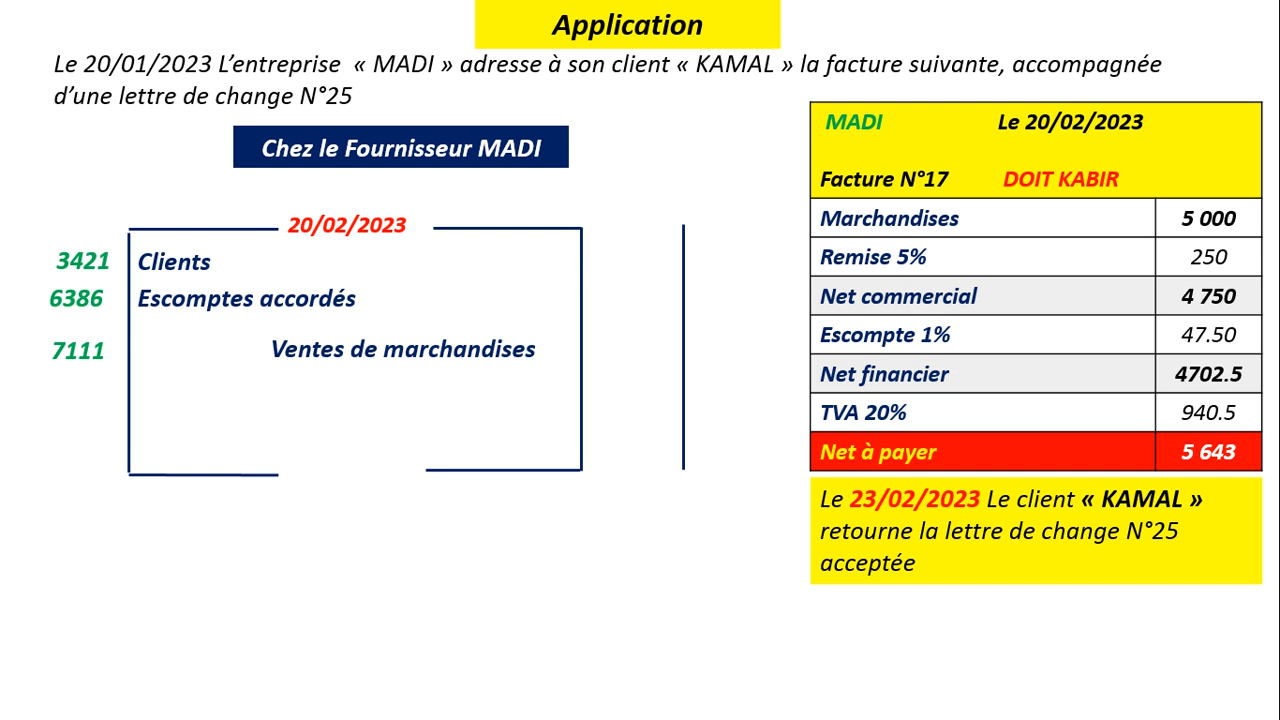 Application
Le 20/01/2023 L’entreprise « MADI » adresse à son client « KAMAL » la facture suivante, accompagnée
d’une lettre de change N°25
Chez le Fournisseur MADI
20/02/2023
3421 Clients
6386 Escomptes accordés
7111 Ventes de marchandises
MADI Le 20/02/2023
Facture N°17 DOIT KABIR
Marchandises 5 000
Remise 5% 250
Net commercial 4 750
Escompte 1% 47.50
Net financier 4702.5
TVA 20% 940.5
Net à payer 5 643
Le 23/02/2023 Le client « KAMAL »
retourne la lettre de change N°25
acceptée